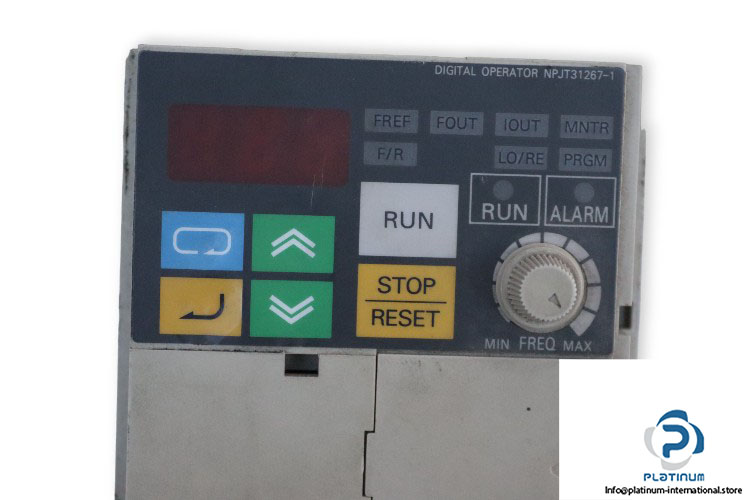 DIGITAL OPERATOR NPJT31267-1
FREF FOUT IOUT MNTR
F/R LO/RE PRGM
RUN ALARM
RUN
STOP
RESET
MIN FREQ MAX
PLATINUM
Info@platinum-international.store